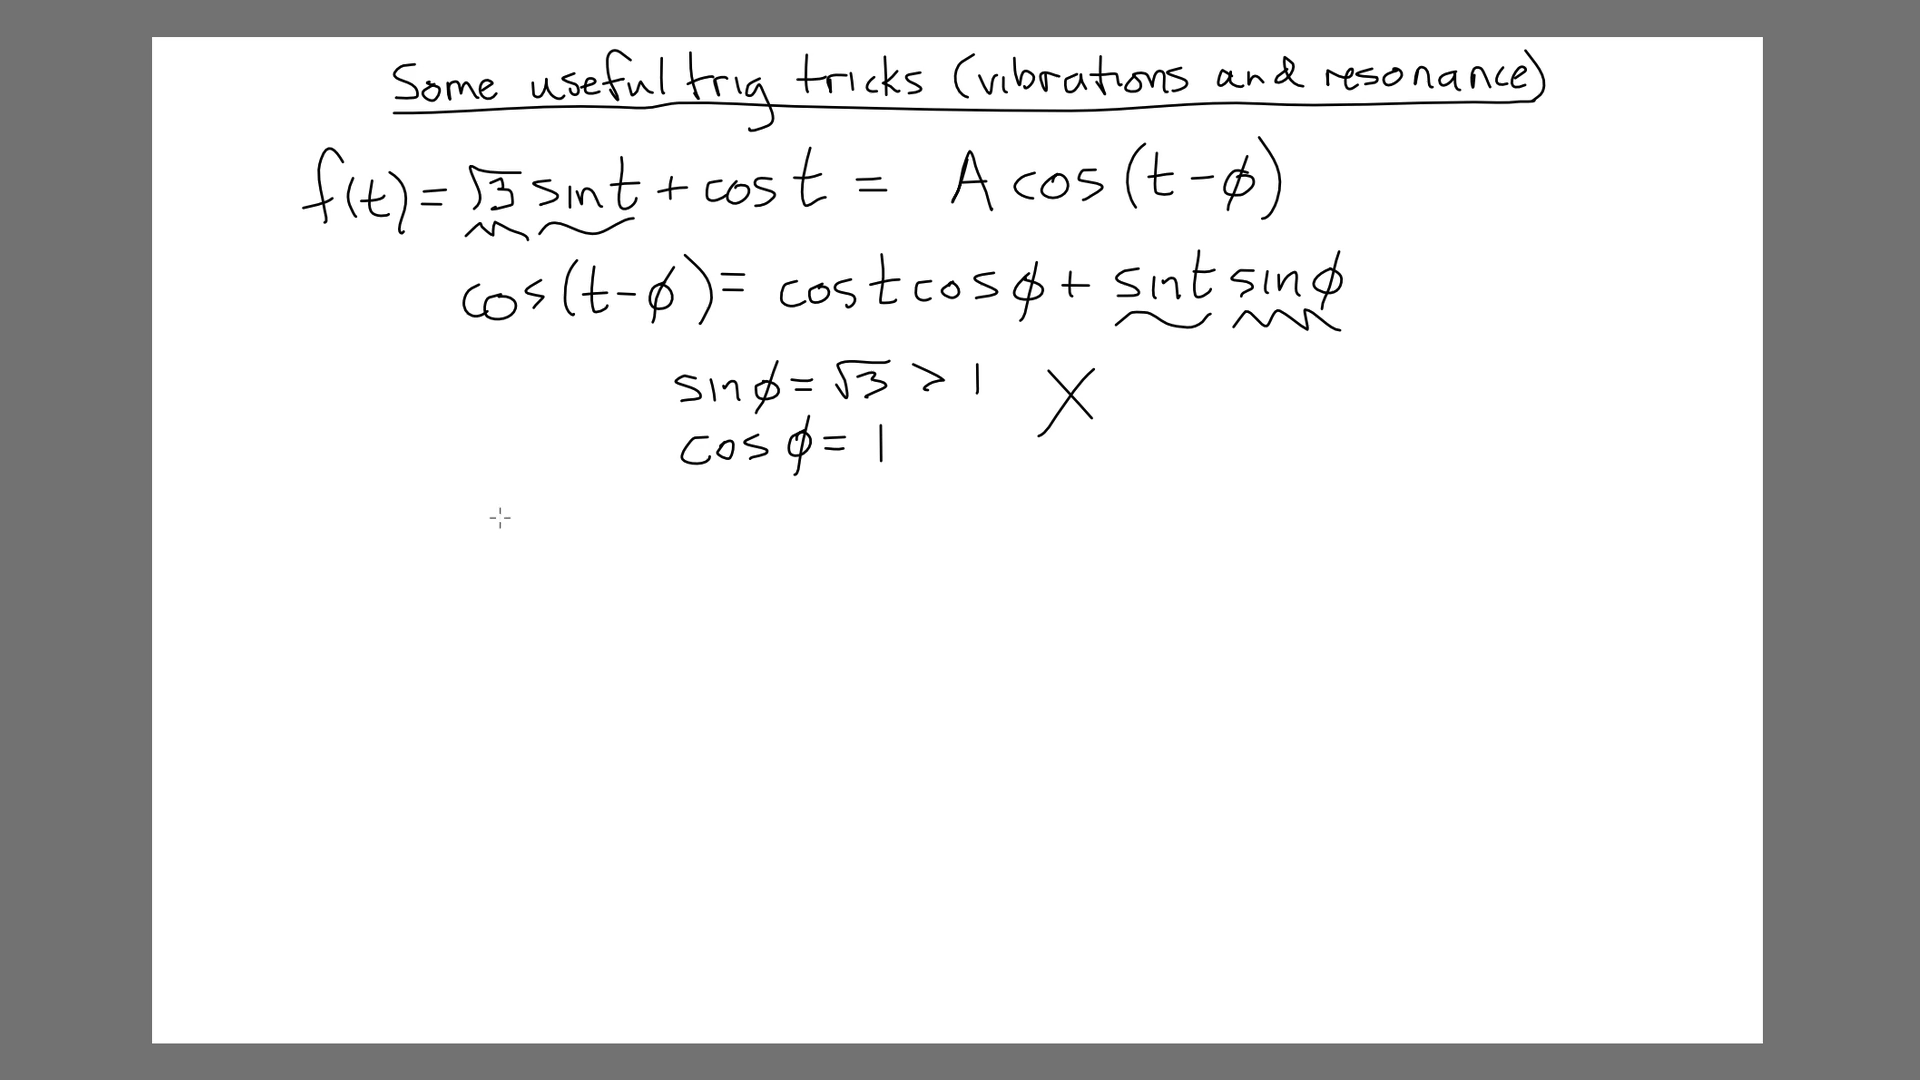 Some useful trig tricks (vibrations and resonance)
f(t) = √3 sin t + cos t = A cos (t - ϕ)
cos (t - ϕ) = cos t cos ϕ + sin t sin ϕ
sin ϕ = √3 > 1 X
cos ϕ = 1